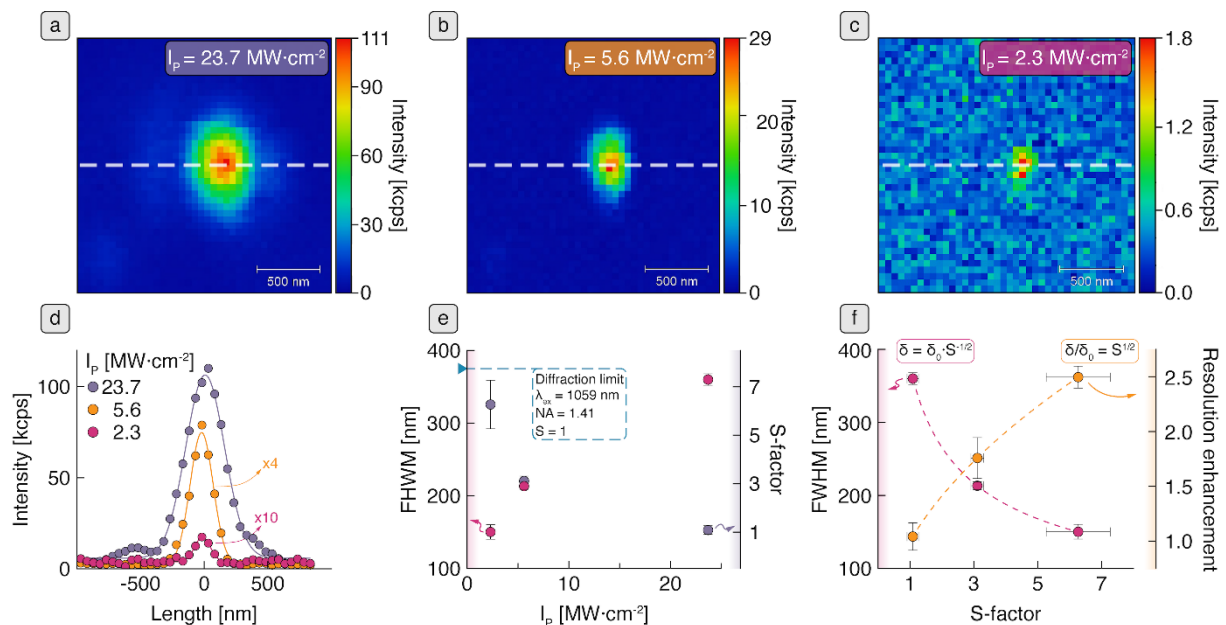 a
I_P = 23.7 MW·cm⁻²
111
90
60
30
0
Intensity [kcps]
500 nm
b
I_P = 5.6 MW·cm⁻²
29
20
10
0
Intensity [kcps]
500 nm
c
I_P = 2.3 MW·cm⁻²
1.8
1.2
0.6
0.0
Intensity [kcps]
500 nm
d
I_P [MW·cm⁻²]
23.7
5.6
2.3
x4
x10
100
50
0
Intensity [kcps]
-500 0 500
Length [nm]
e
400
300
200
100
FHWM [nm]
Diffraction limit
λ_ex = 1059 nm
NA = 1.41
S = 1
7
5
3
1
S-factor
0 10 20
I_P [MW·cm⁻²]
f
δ = δ₀·S⁻¹/²
δ/δ₀ = S¹/²
400
300
200
100
FWHM [nm]
2.5
2.0
1.5
1.0
Resolution enhancement
1 3 5 7
S-factor